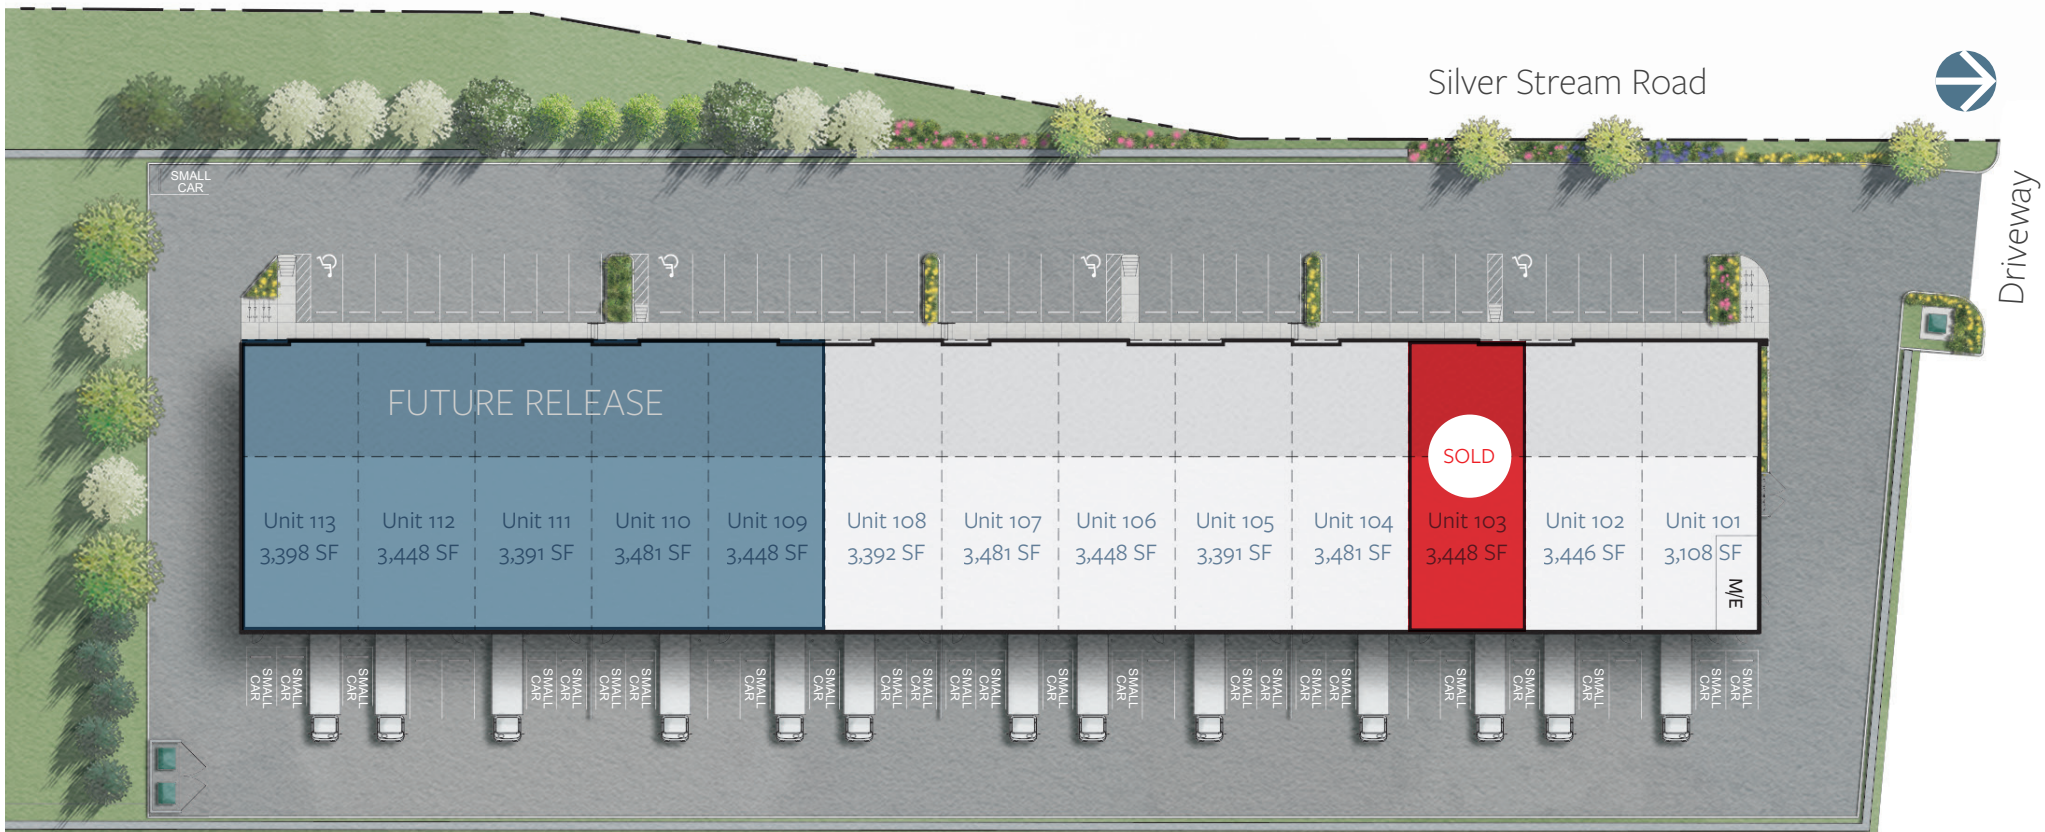 Silver Stream Road
Driveway
SMALL
CAR
FUTURE RELEASE
SOLD
Unit 113
3,398 SF
Unit 112
3,448 SF
Unit 111
3,391 SF
Unit 110
3,481 SF
Unit 109
3,448 SF
Unit 108
3,392 SF
Unit 107
3,481 SF
Unit 106
3,448 SF
Unit 105
3,391 SF
Unit 104
3,481 SF
Unit 103
3,448 SF
Unit 102
3,446 SF
Unit 101
3,108 SF
M/E
SMALL
CAR
SMALL
CAR
SMALL
CAR
SMALL
CAR
SMALL
CAR
SMALL
CAR
SMALL
CAR
SMALL
CAR
SMALL
CAR
SMALL
CAR
SMALL
CAR
SMALL
CAR
SMALL
CAR
SMALL
CAR
SMALL
CAR
SMALL
CAR
SMALL
CAR
SMALL
CAR
SMALL
CAR
SMALL
CAR
SMALL
CAR
SMALL
CAR
SMALL
CAR
SMALL
CAR